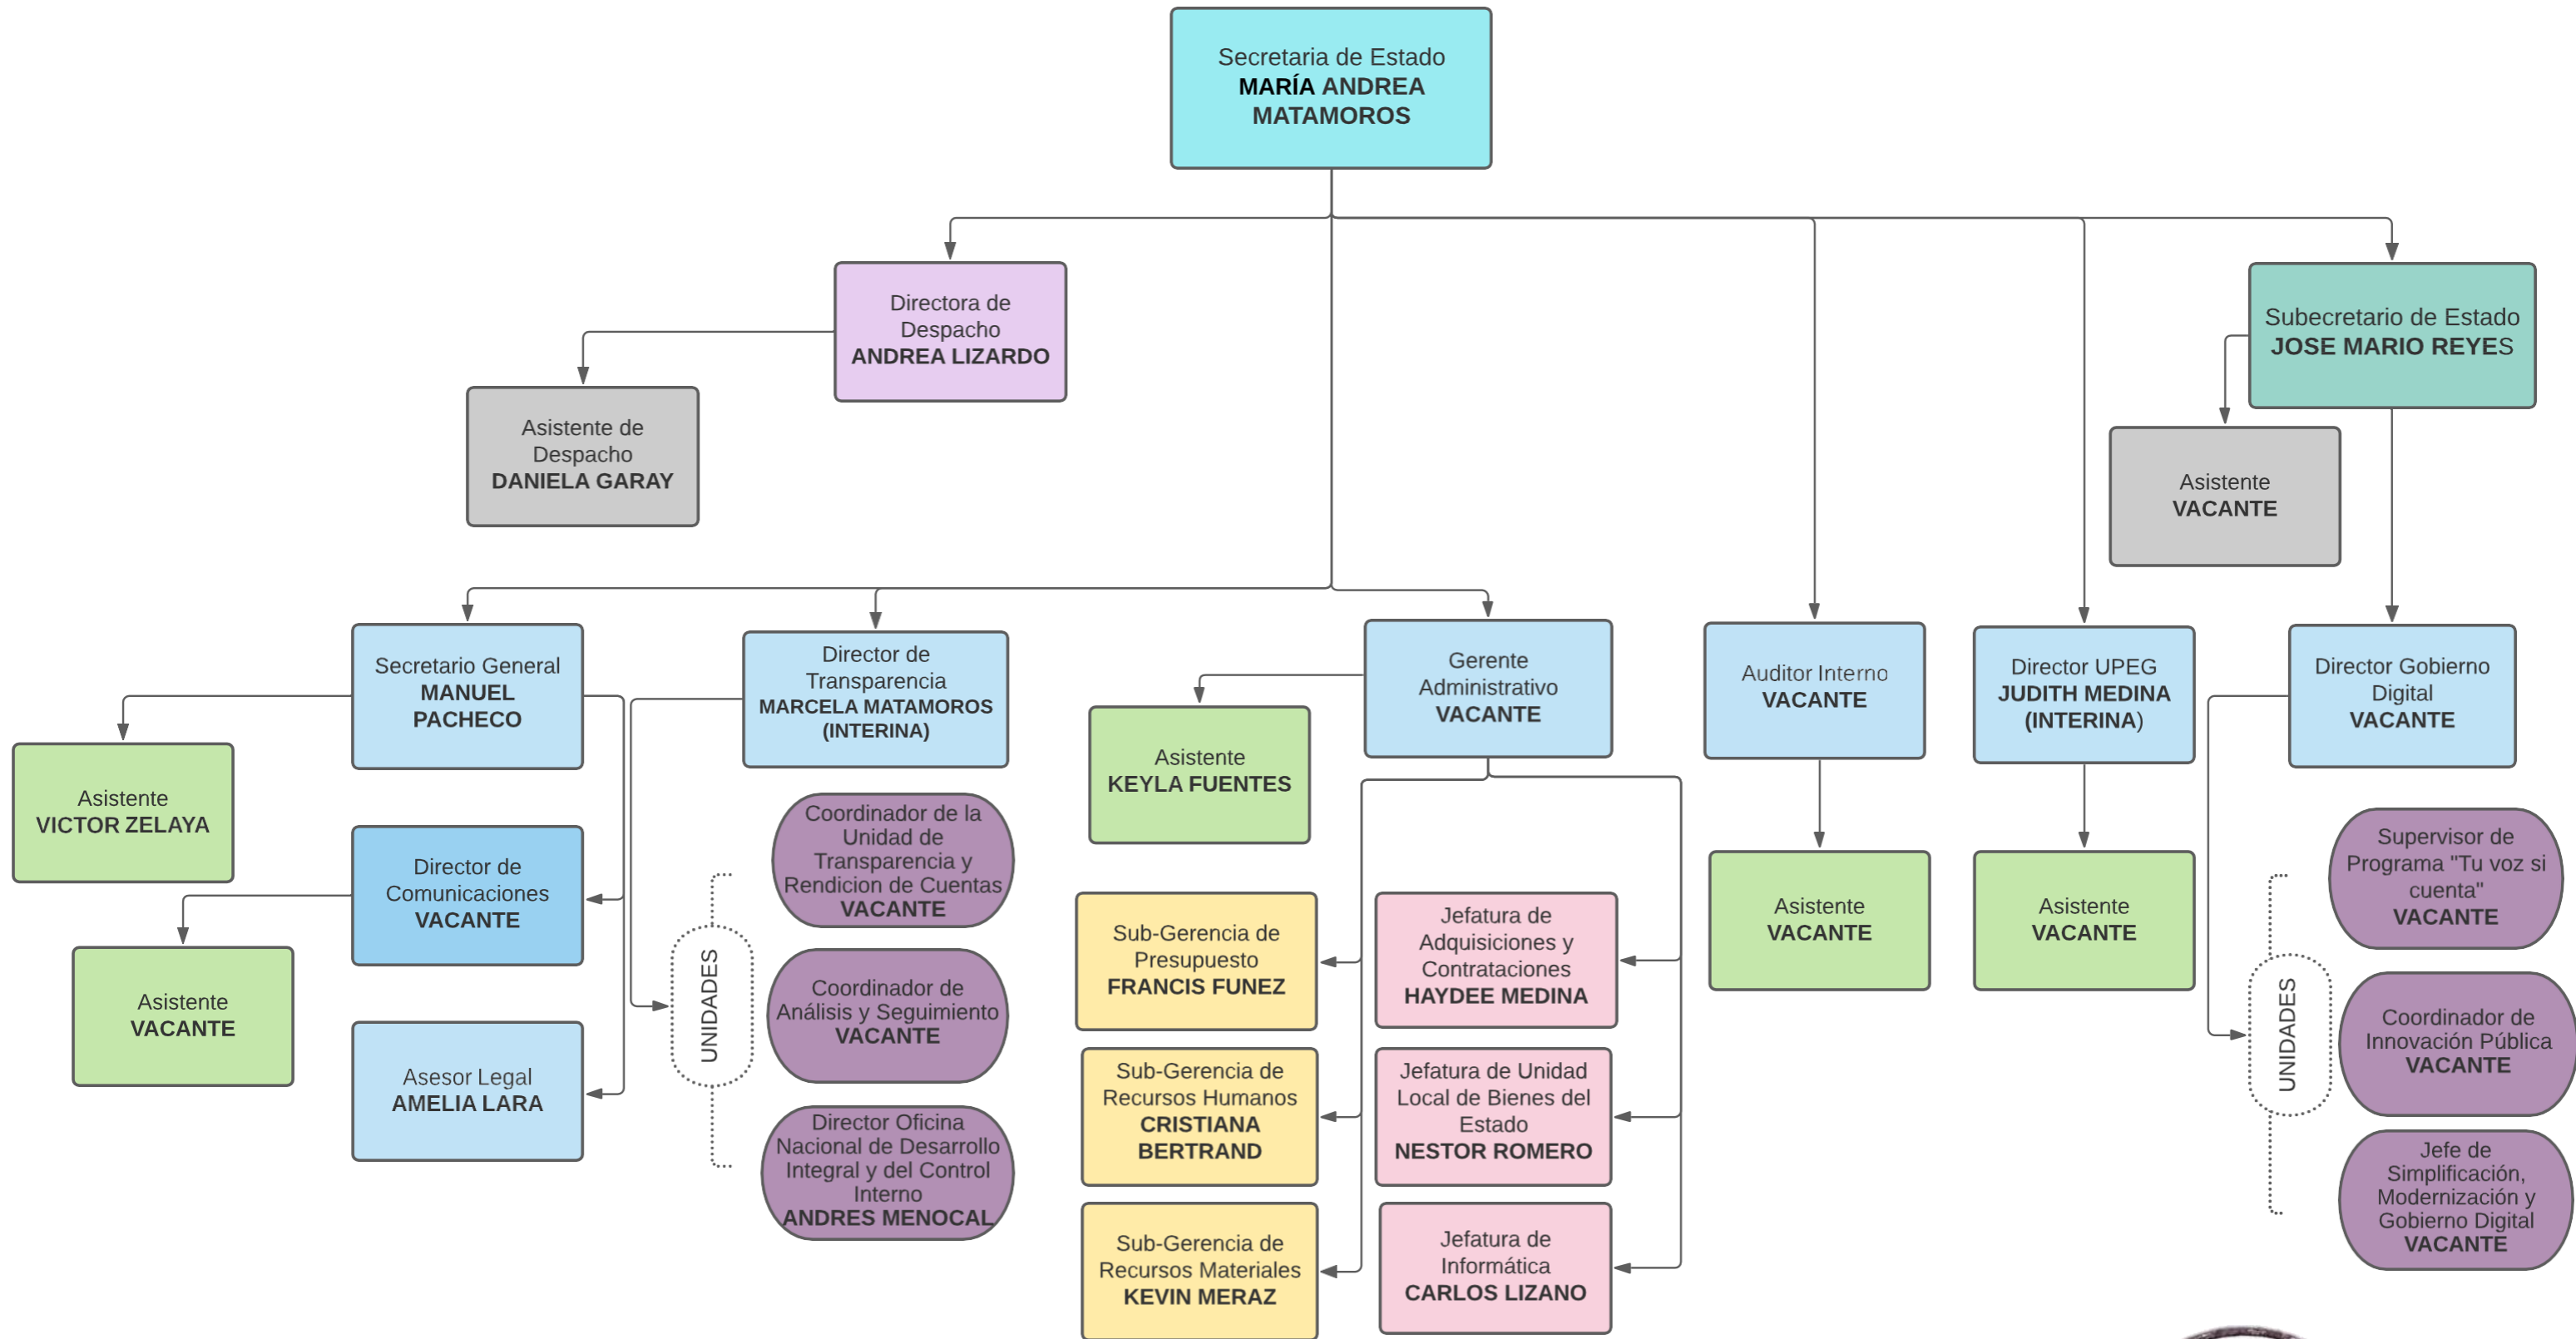 Secretaria de Estado
MARÍA ANDREA
MATAMOROS
Directora de
Despacho
ANDREA LIZARDO
Subecretario de Estado
JOSE MARIO REYES
Asistente de
Despacho
DANIELA GARAY
Asistente
VACANTE
Secretario General
MANUEL
PACHECO
Director de
Transparencia
MARCELA MATAMOROS
(INTERINA)
Gerente
Administrativo
VACANTE
Auditor Interno
VACANTE
Director UPEG
JUDITH MEDINA
(INTERINA)
Director Gobierno
Digital
VACANTE
Asistente
VICTOR ZELAYA
Director de
Comunicaciones
VACANTE
Asistente
VACANTE
Asesor Legal
AMELIA LARA
UNIDADES
Coordinador de la
Unidad de
Transparencia y
Rendicion de Cuentas
VACANTE
Coordinador de
Análisis y Seguimiento
VACANTE
Director Oficina
Nacional de Desarrollo
Integral y del Control
Interno
ANDRES MENOCAL
Asistente
KEYLA FUENTES
Sub-Gerencia de
Presupuesto
FRANCIS FUNEZ
Sub-Gerencia de
Recursos Humanos
CRISTIANA
BERTRAND
Sub-Gerencia de
Recursos Materiales
KEVIN MERAZ
Jefatura de
Adquisiciones y
Contrataciones
HAYDEE MEDINA
Jefatura de Unidad
Local de Bienes del
Estado
NESTOR ROMERO
Jefatura de
Informática
CARLOS LIZANO
Asistente
VACANTE
Asistente
VACANTE
UNIDADES
Supervisor de
Programa "Tu voz si
cuenta"
VACANTE
Coordinador de
Innovación Pública
VACANTE
Jefe de
Simplificación,
Modernización y
Gobierno Digital
VACANTE